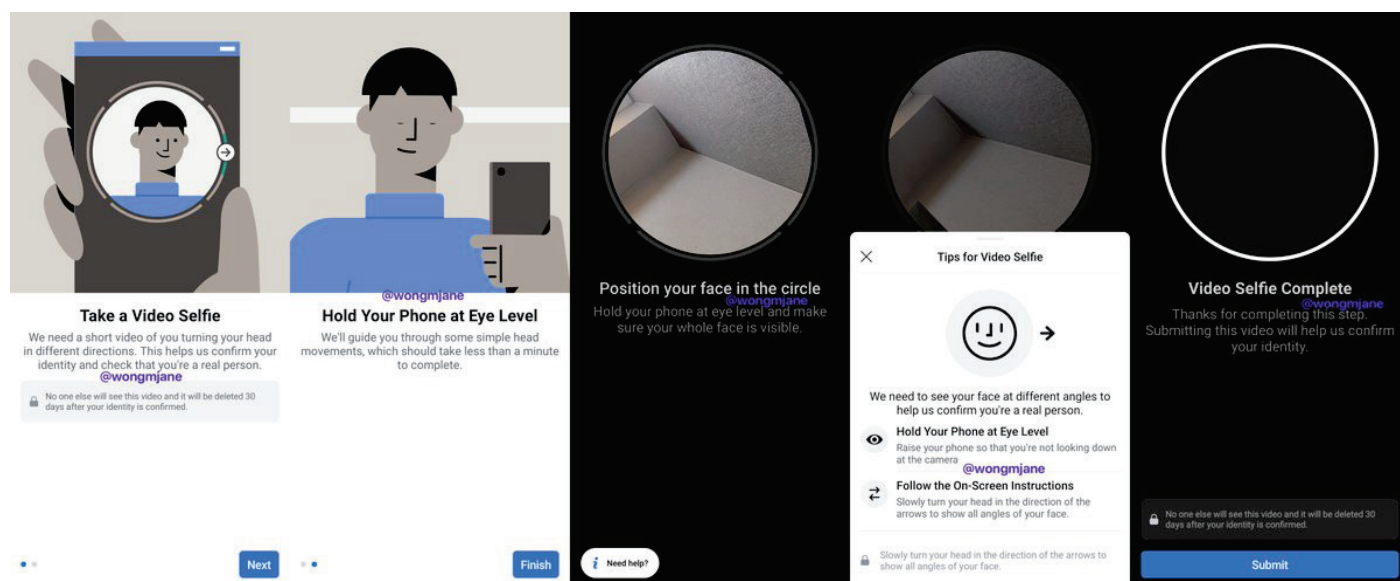 Take a Video Selfie
We need a short video of you turning your head
in different directions. This helps us confirm your
identity and check that you're a real person.
@wongmjane
No one else will see this video and it will be deleted 30
days after your identity is confirmed.
Next
@wongmjane
Hold Your Phone at Eye Level
We'll guide you through some simple head
movements, which should take less than a minute
to complete.
Finish
Position your face in the circle
@wongmjane
Hold your phone at eye level and make
sure your whole face is visible.
Need help?
Tips for Video Selfie
We need to see your face at different angles to
help us confirm you're a real person.
Hold Your Phone at Eye Level
Raise your phone so that you're not looking down
at the camera
@wongmjane
Follow the On-Screen Instructions
Slowly turn your head in the direction of the
arrows to show all angles of your face.
Slowly turn your head in the direction of the arrows to
show all angles of your face.
Video Selfie Complete
@wongmjane
Thanks for completing this step.
Submitting this video will help us confirm
your identity.
No one else will see this video and it will be deleted 30
days after your identity is confirmed.
Submit